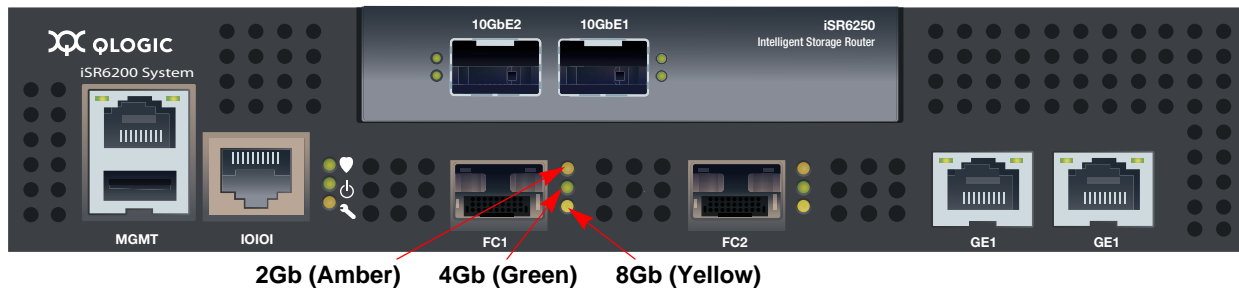 10GbE2
10GbE1
iSR6250
Intelligent Storage Router
QLOGIC
iSR6200 System
MGMT
IOIOI
FC1
FC2
GE1
GE1
2Gb (Amber)
4Gb (Green)
8Gb (Yellow)